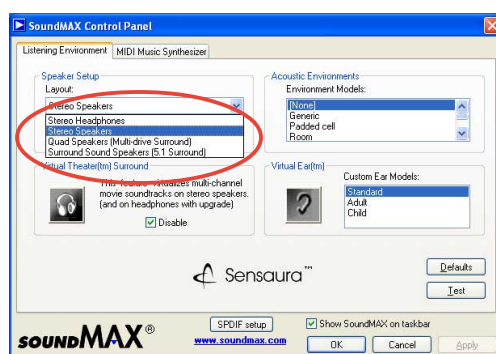 SoundMAX Control Panel
Listening Environment
MIDI Music Synthesizer
Speaker Setup
Layout:
Stereo Speakers
Stereo Headphones
Stereo Speakers
Quad Speakers (Multi-drive Surround)
Surround Sound Speakers (5.1 Surround)
Acoustic Environments
Environment Models:
[None]
Generic
Padded cell
Room
Virtual Theater(tm) Surround
This feature virtualizes multi-channel
movie soundtracks on stereo speakers.
(and on headphones with upgrade)
Disable
Virtual Ear(tm)
Custom Ear Models:
Standard
Adult
Child
Sensaura™
Defaults
Test
SOUNDMAX®
SPDIF setup
www.soundmax.com
Show SoundMAX on taskbar
OK
Cancel
Apply